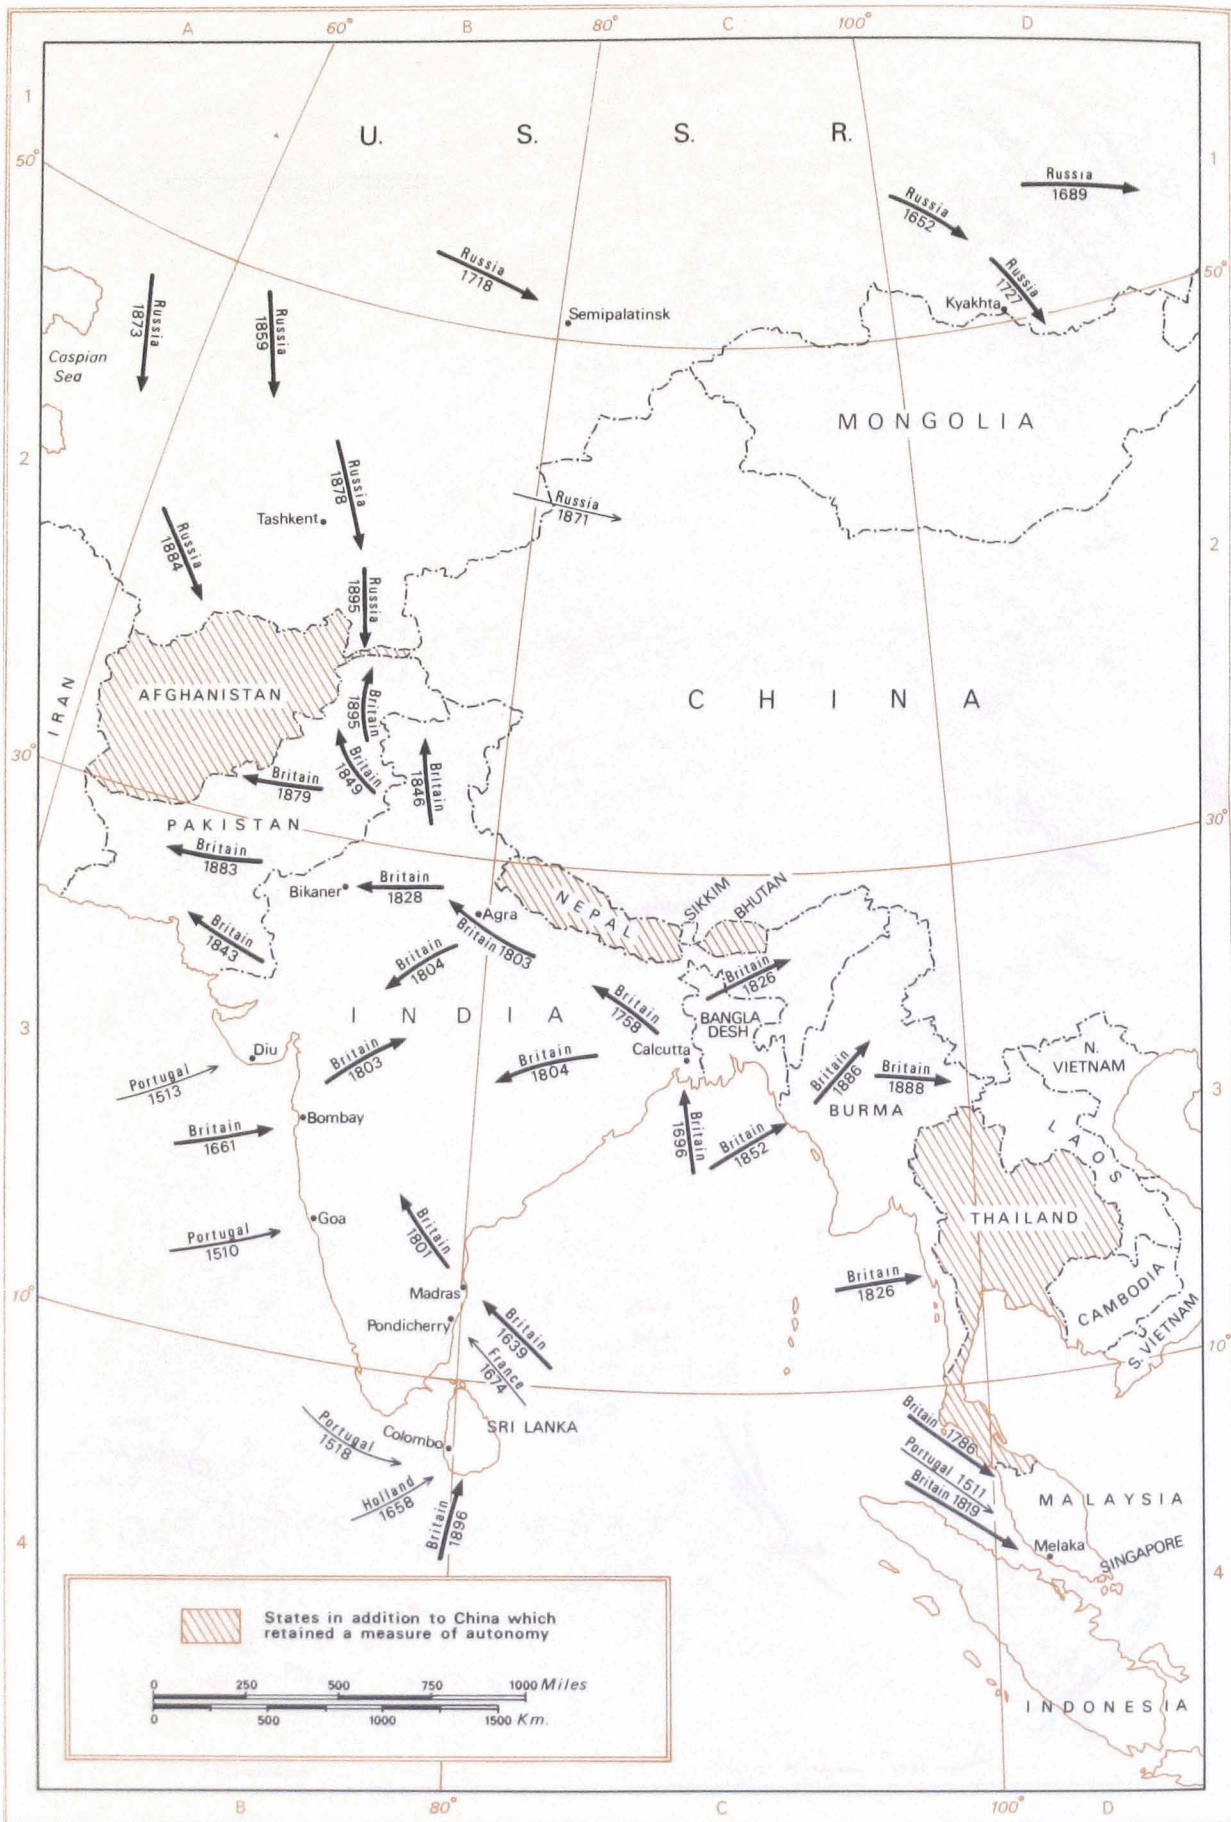 A
60°
B
80°
C
100°
D
1
50°
U. S. S. R.
1
Russia
1689
Russia
1652
Russia
1727
50°
Russia
1718
Kyakhta
Semipalatinsk
Russia
1873
Russia
1859
Caspian
Sea
MONGOLIA
2
Russia
1878
Russia
1871
Tashkent
Russia
1884
2
Russia
1895
IRAN
AFGHANISTAN
CHINA
Britain
1895
30°
Britain
1849
Britain
1846
Britain
1879
PAKISTAN
30°
Britain
1883
Bikaner
Britain
1828
NEPAL
SIKKIM
BHUTAN
Agra
Britain 1803
Britain
1843
Britain
1804
Britain
1826
Britain
1758
BANGLA
DESH
3
INDIA
Diu
Britain
1803
Britain
1804
Calcutta
N.
VIETNAM
Portugal
1513
Britain
1886
Britain
1888
3
BURMA
Bombay
Britain
1661
Britain
1696
Britain
1852
LAOS
Goa
Portugal
1510
Britain
1801
THAILAND
10°
Madras
Britain
1826
CAMBODIA
Pondicherry
Britain
1639
S. VIETNAM
10°
France
1674
Portugal
1518
Colombo
SRI LANKA
Britain 1786
Portugal 1511
Britain 1819
Holland
1658
Britain
1896
MALAYSIA
4
Melaka
SINGAPORE
4
States in addition to China which
retained a measure of autonomy
0 250 500 750 1000 Miles
0 500 1000 1500 Km.
INDONESIA
B
80°
C
100°
D